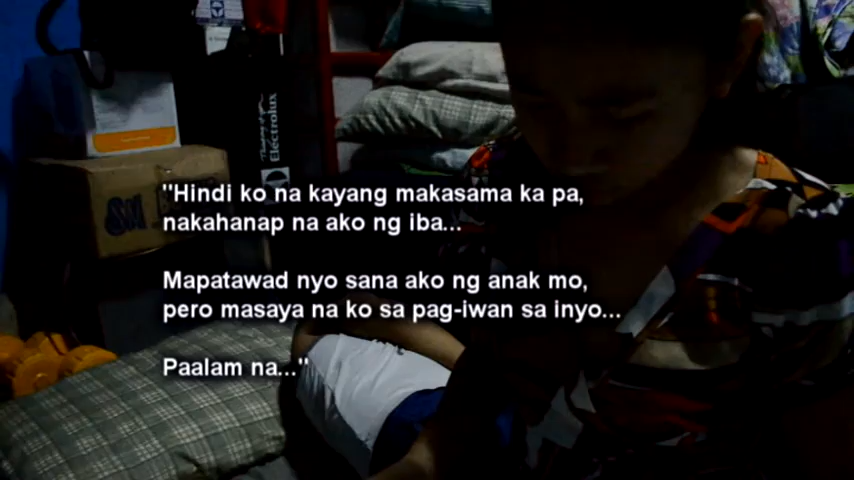 Electrolux
"Hindi ko na kayang makasama ka pa,
nakahanap na ako ng iba...
Mapatawad nyo sana ako ng anak mo,
pero masaya na ko sa pag-iwan sa inyo...
Paalam na..."